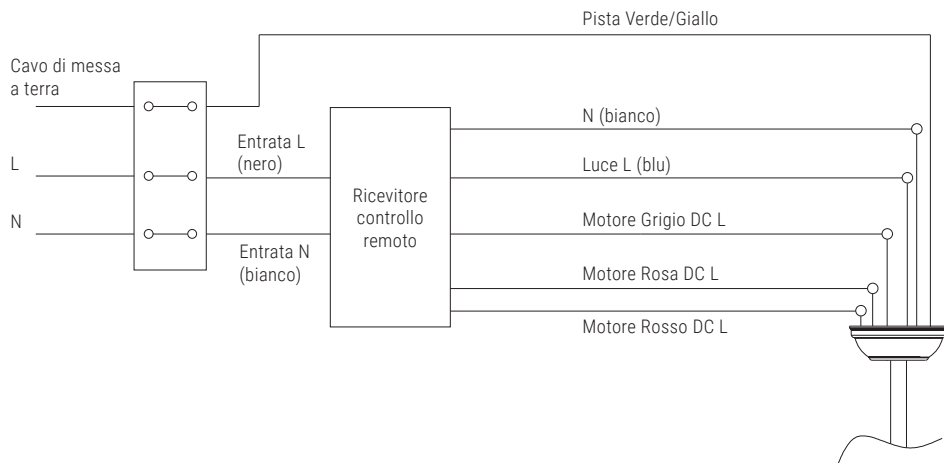 Pista Verde/Giallo
Cavo di messa
a terra
N (bianco)
Entrata L
(nero)
L
Luce L (blu)
Ricevitore
controllo
remoto
N
Motore Grigio DC L
Entrata N
(bianco)
Motore Rosa DC L
Motore Rosso DC L